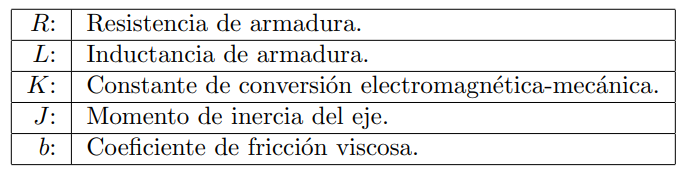 R: Resistencia de armadura.
L: Inductancia de armadura.
K: Constante de conversión electromagnética-mecánica.
J: Momento de inercia del eje.
b: Coeficiente de fricción viscosa.